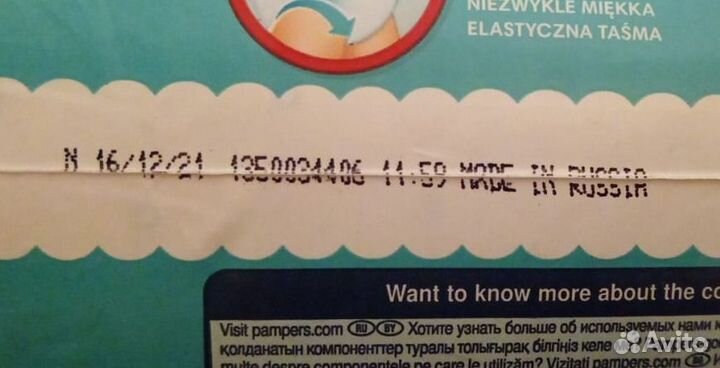 NIEZWYKLE MIĘKKA
ELASTYCZNA TAŚMA
N 16/12/21 1350034406 11:59 MADE IN RUSSIA
Want to know more about the co
Visit pampers.com RU BY Хотите узнать больше об используемых нами к
қолданатын компоненттер туралы толығырақ білгіңіз келе ме
multe despre componentele pe care le utilizăm? Vizitați pampers.com
Avito